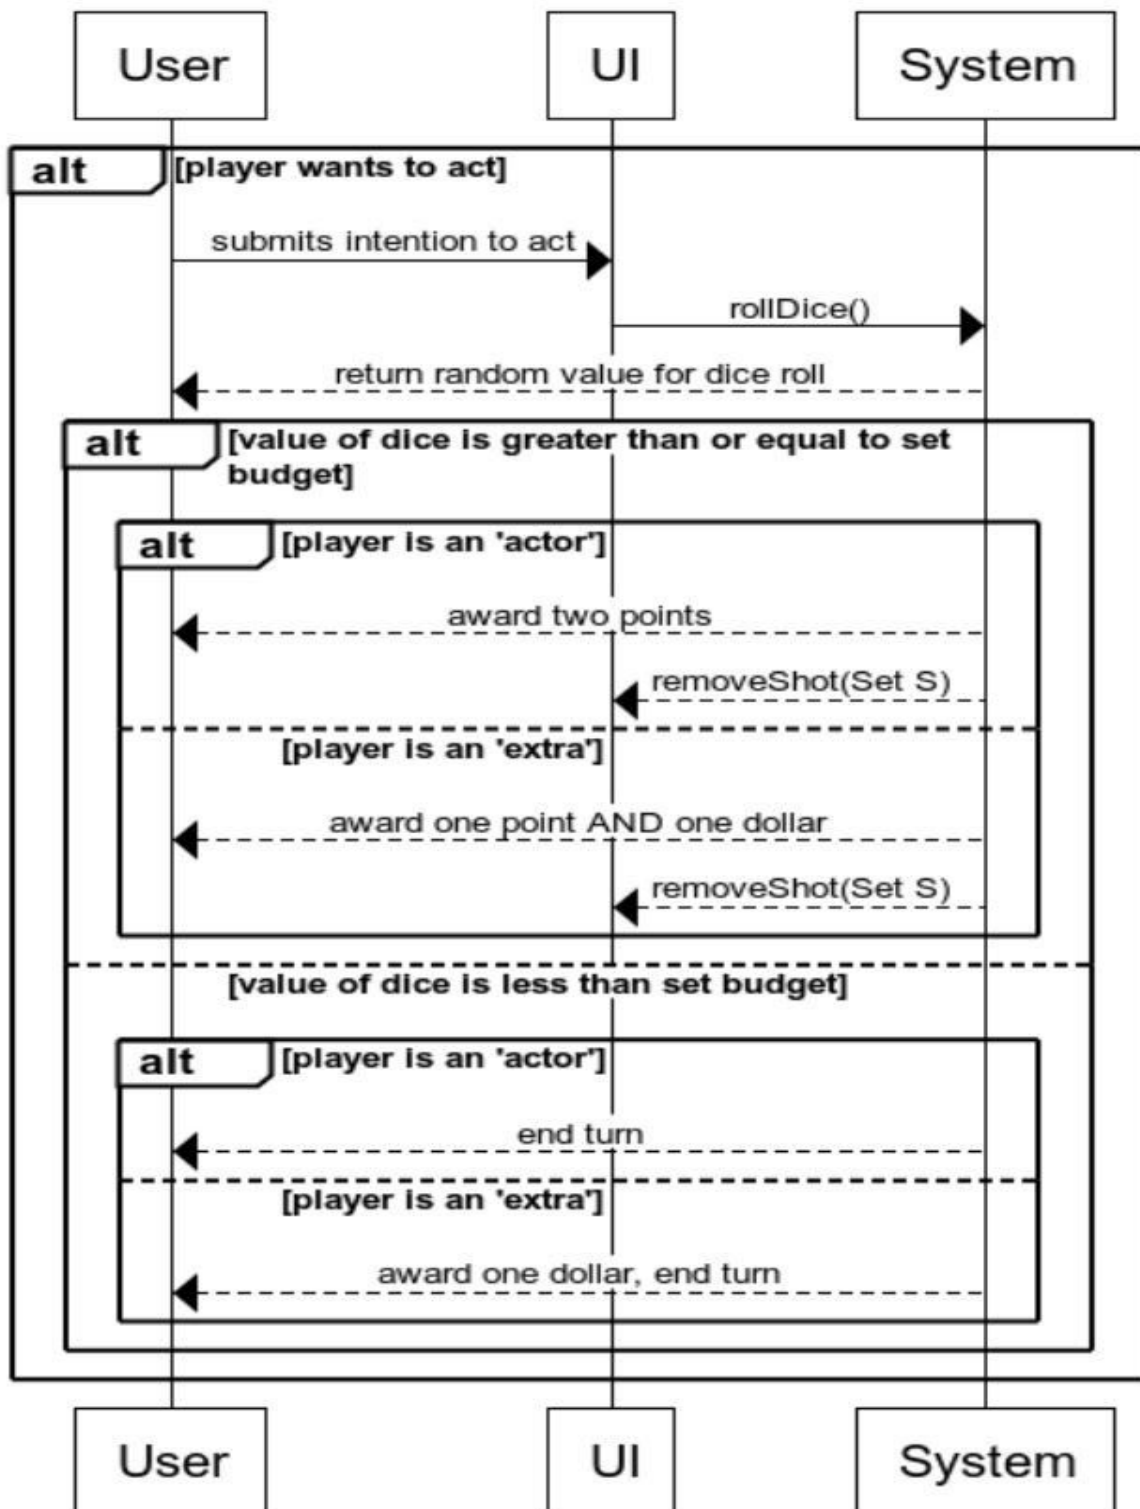 User UI System
alt [player wants to act]
submits intention to act
rollDice()
return random value for dice roll
alt [value of dice is greater than or equal to set
budget]
alt [player is an 'actor']
award two points
removeShot(Set S)
[player is an 'extra']
award one point AND one dollar
removeShot(Set S)
[value of dice is less than set budget]
alt [player is an 'actor']
end turn
[player is an 'extra']
award one dollar, end turn
User UI System